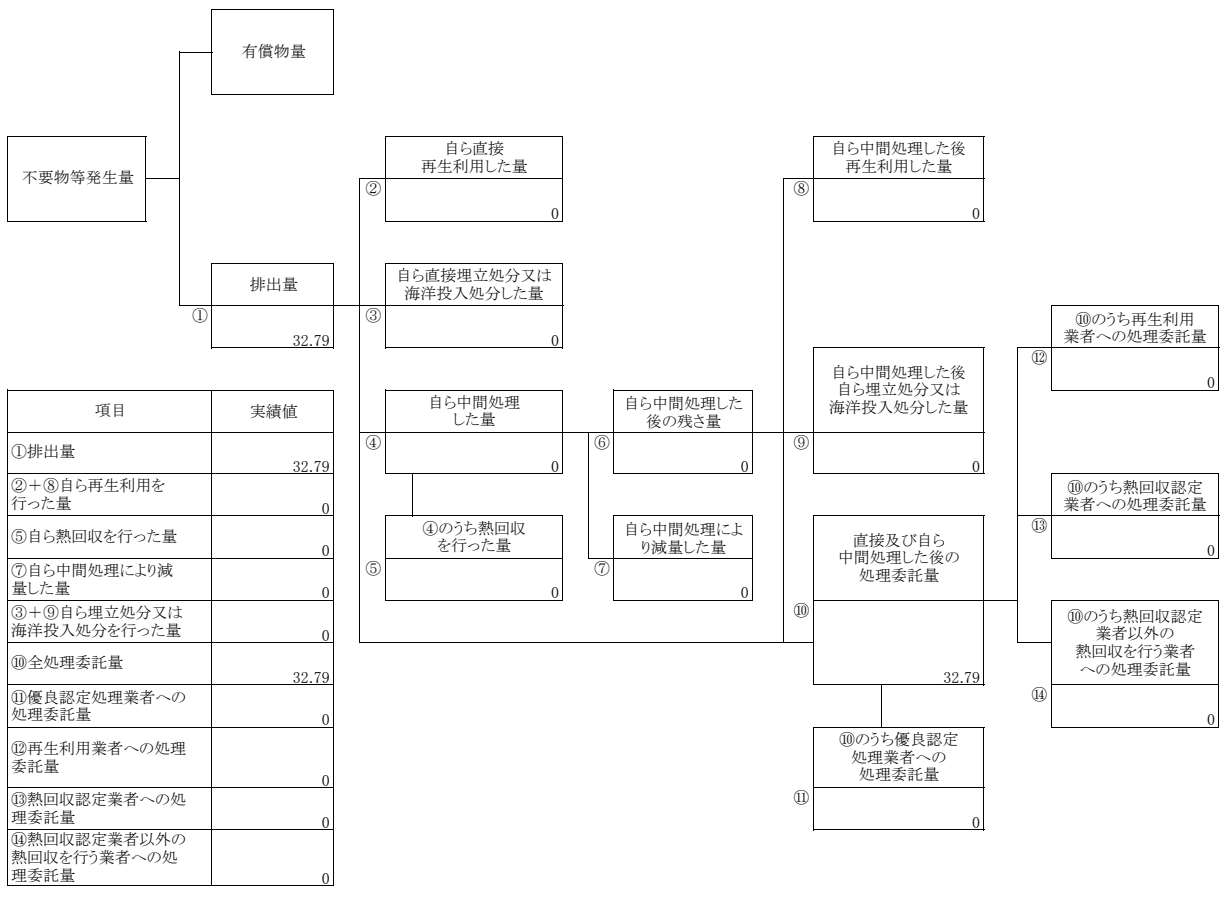 有償物量
不要物等発生量
自ら直接
再生利用した量
②
0
自ら中間処理した後
再生利用した量
⑧
0
排出量
①
32.79
自ら直接埋立処分又は
海洋投入処分した量
③
0
⑩のうち再生利用
業者への処理委託量
⑫
0
自ら中間処理
した量
④
0
自ら中間処理した
後の残さ量
⑥
0
自ら中間処理した後
自ら埋立処分又は
海洋投入処分した量
⑨
0
⑩のうち熱回収認定
業者への処理委託量
⑬
0
④のうち熱回収
を行った量
⑤
0
自ら中間処理によ
り減量した量
⑦
0
直接及び自ら
中間処理した後の
処理委託量
⑩
32.79
⑩のうち熱回収認定
業者以外の
熱回収を行う業者
への処理委託量
⑭
0
⑩のうち優良認定
処理業者への
処理委託量
⑪
0
項目 実績値
①排出量
32.79
②＋⑧自ら再生利用を
行った量
0
⑤自ら熱回収を行った量
0
⑦自ら中間処理により減
量した量
0
③＋⑨自ら埋立処分又は
海洋投入処分を行った量
0
⑩全処理委託量
32.79
⑪優良認定処理業者への
処理委託量
0
⑫再生利用業者への処理
委託量
0
⑬熱回収認定業者への処
理委託量
0
⑭熱回収認定業者以外の
熱回収を行う業者への処
理委託量
0